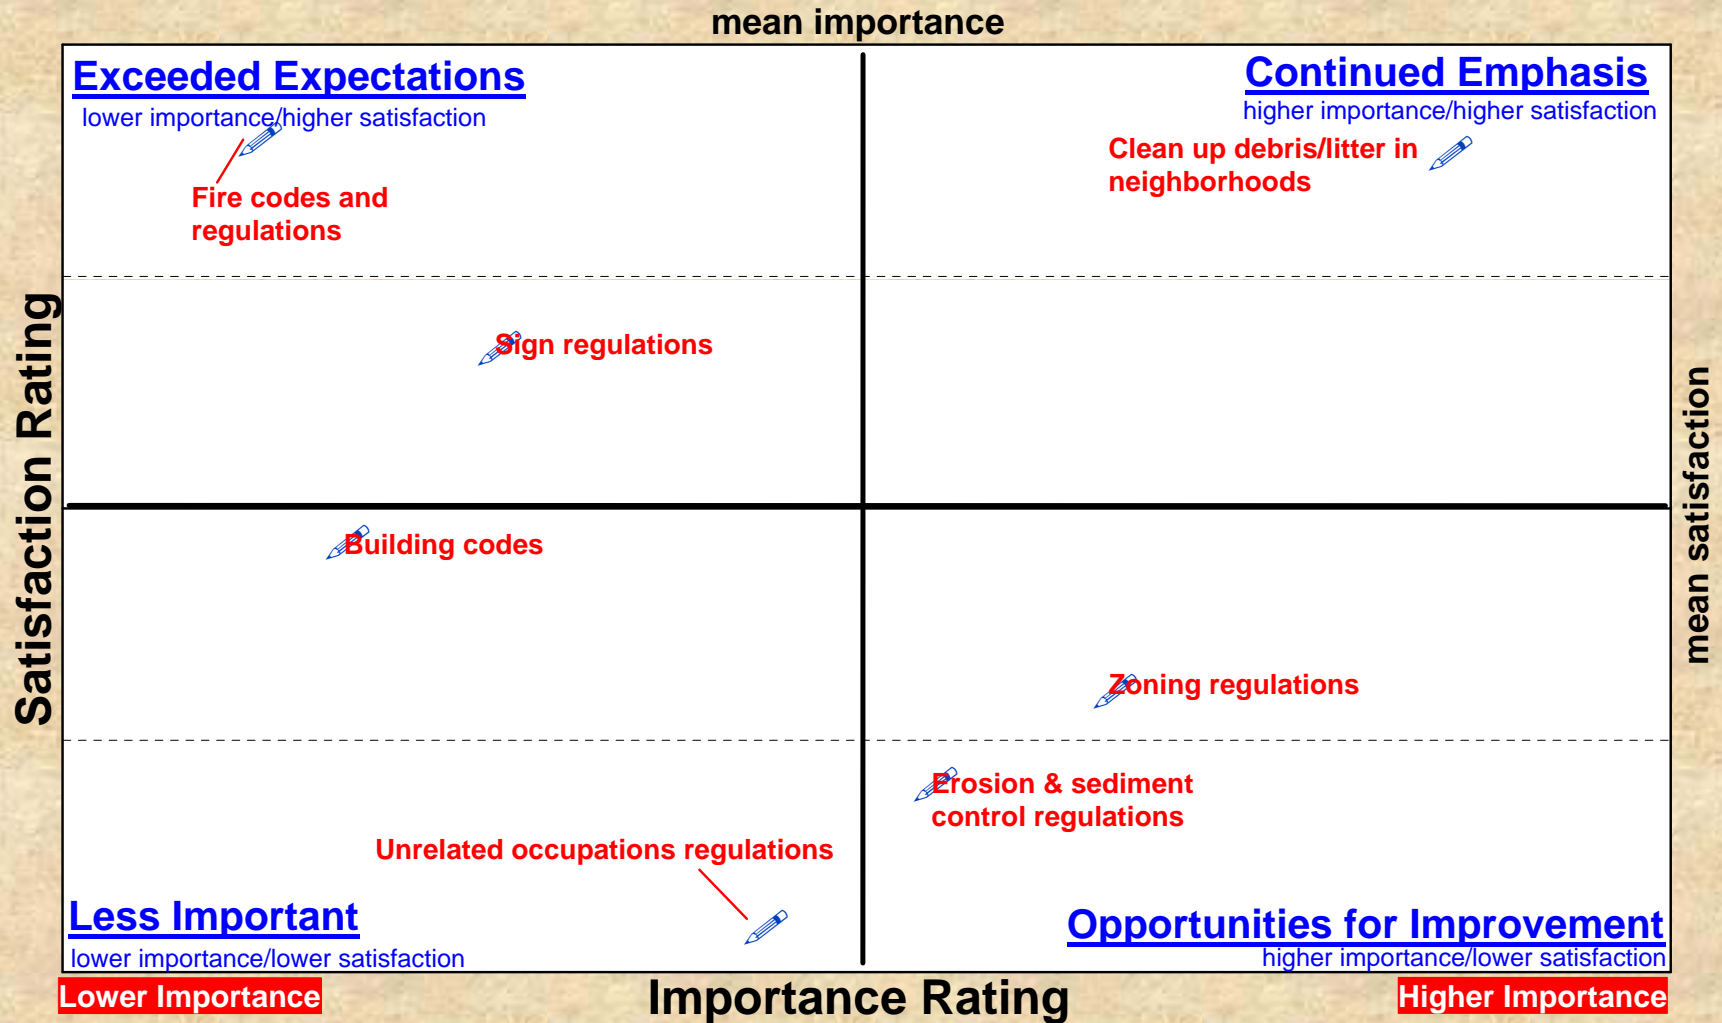 mean importance
Exceeded Expectations
lower importance/higher satisfaction
Continued Emphasis
higher importance/higher satisfaction
Clean up debris/litter in
neighborhoods
Fire codes and
regulations
Sign regulations
Satisfaction Rating
mean satisfaction
Building codes
Zoning regulations
Erosion & sediment
control regulations
Unrelated occupations regulations
Less Important
lower importance/lower satisfaction
Opportunities for Improvement
higher importance/lower satisfaction
Lower Importance
Importance Rating
Higher Importance